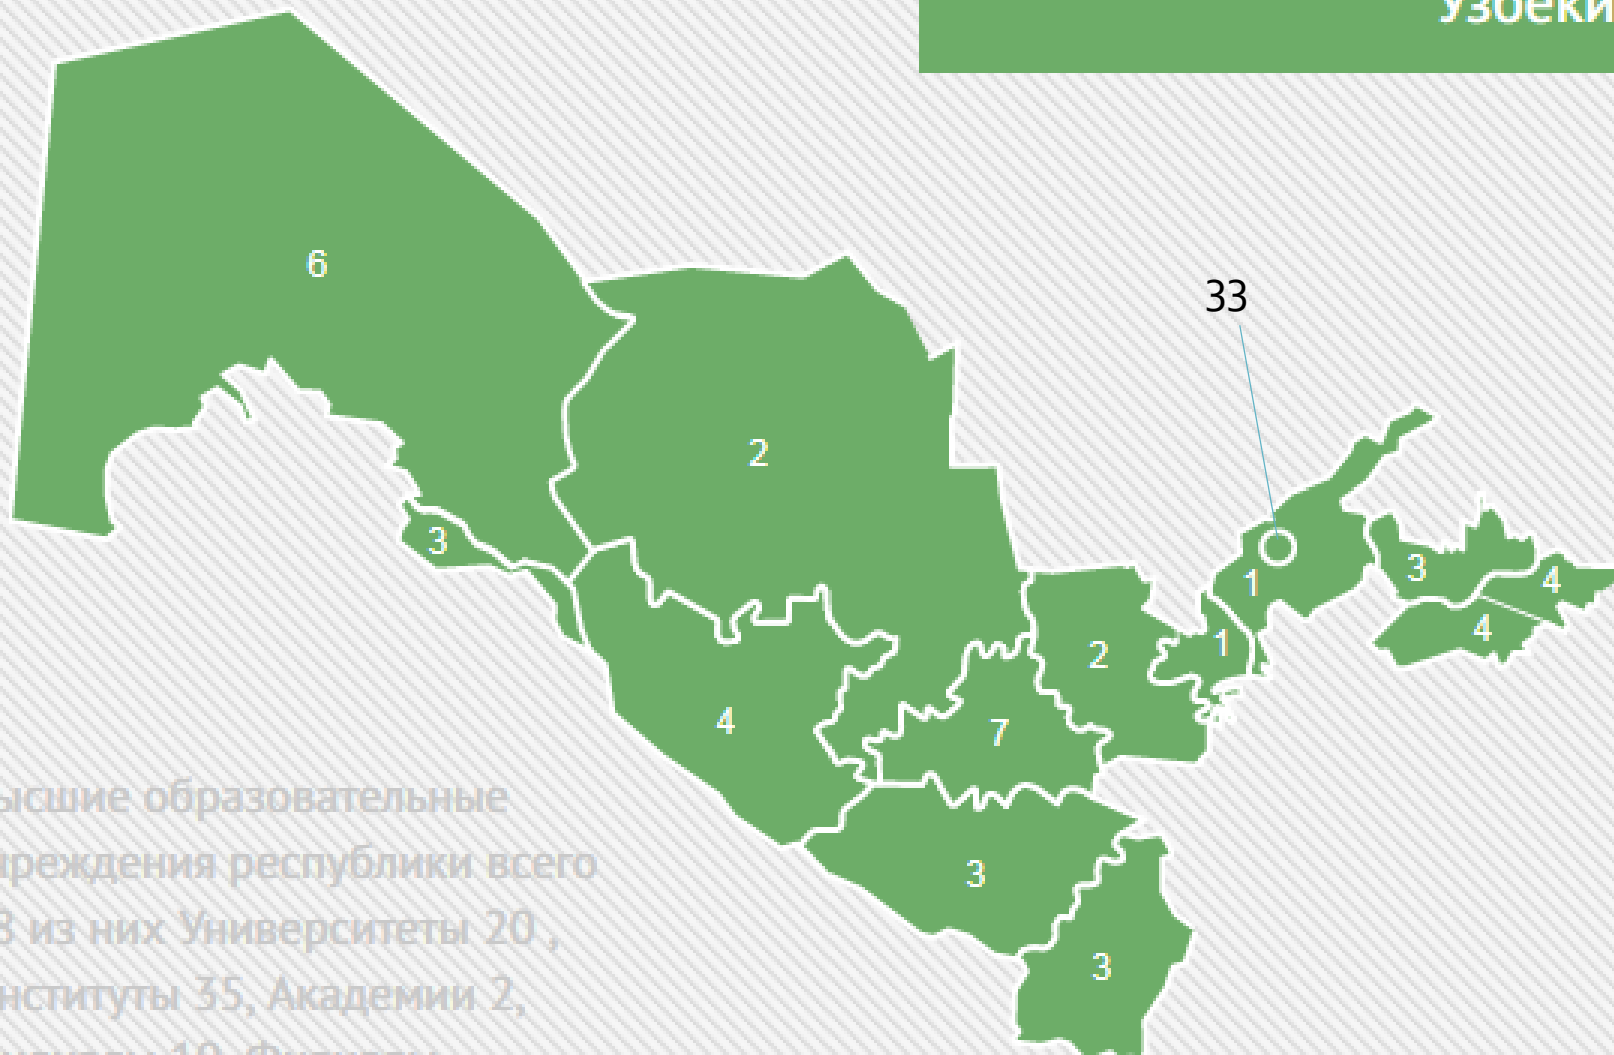 Узбеки
6
2
33
3
3
4
1
4
1
2
4
7
3
3
ысшие образовательные
реждения республики всего
8 из них Университеты 20 ,
нституты 35, Академии 2,